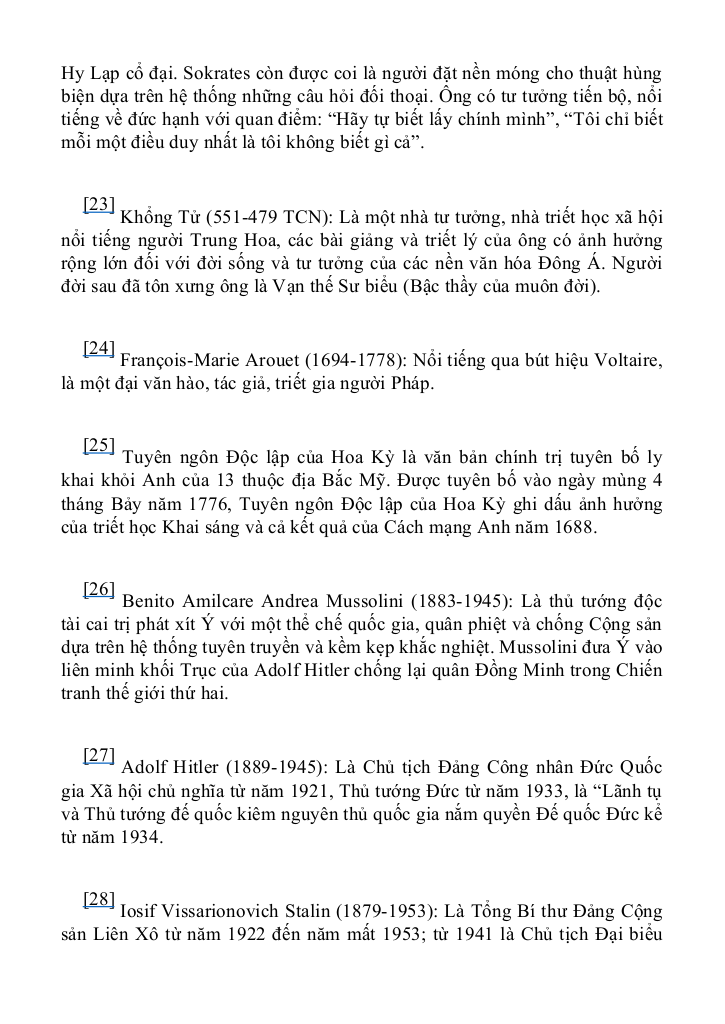 Hy Lạp cổ đại. Sokrates còn được coi là người đặt nền móng cho thuật hùng
biện dựa trên hệ thống những câu hỏi đối thoại. Ông có tư tưởng tiến bộ, nổi
tiếng về đức hạnh với quan điểm: “Hãy tự biết lấy chính mình”, “Tôi chỉ biết
mỗi một điều duy nhất là tôi không biết gì cả”.
[23] Khổng Tử (551-479 TCN): Là một nhà tư tưởng, nhà triết học xã hội
nổi tiếng người Trung Hoa, các bài giảng và triết lý của ông có ảnh hưởng
rộng lớn đối với đời sống và tư tưởng của các nền văn hóa Đông Á. Người
đời sau đã tôn xưng ông là Vạn thế Sư biểu (Bậc thầy của muôn đời).
[24] François-Marie Arouet (1694-1778): Nổi tiếng qua bút hiệu Voltaire,
là một đại văn hào, tác giả, triết gia người Pháp.
[25] Tuyên ngôn Độc lập của Hoa Kỳ là văn bản chính trị tuyên bố ly
khai khỏi Anh của 13 thuộc địa Bắc Mỹ. Được tuyên bố vào ngày mùng 4
tháng Bảy năm 1776, Tuyên ngôn Độc lập của Hoa Kỳ ghi dấu ảnh hưởng
của triết học Khai sáng và cả kết quả của Cách mạng Anh năm 1688.
[26] Benito Amilcare Andrea Mussolini (1883-1945): Là thủ tướng độc
tài cai trị phát xít Ý với một thể chế quốc gia, quân phiệt và chống Cộng sản
dựa trên hệ thống tuyên truyền và kềm kẹp khắc nghiệt. Mussolini đưa Ý vào
liên minh khối Trục của Adolf Hitler chống lại quân Đồng Minh trong Chiến
tranh thế giới thứ hai.
[27] Adolf Hitler (1889-1945): Là Chủ tịch Đảng Công nhân Đức Quốc
gia Xã hội chủ nghĩa từ năm 1921, Thủ tướng Đức từ năm 1933, là “Lãnh tụ
và Thủ tướng đế quốc kiêm nguyên thủ quốc gia nắm quyền Đế quốc Đức kể
từ năm 1934.
[28] Iosif Vissarionovich Stalin (1879-1953): Là Tổng Bí thư Đảng Cộng
sản Liên Xô từ năm 1922 đến năm mất 1953; từ 1941 là Chủ tịch Đại biểu